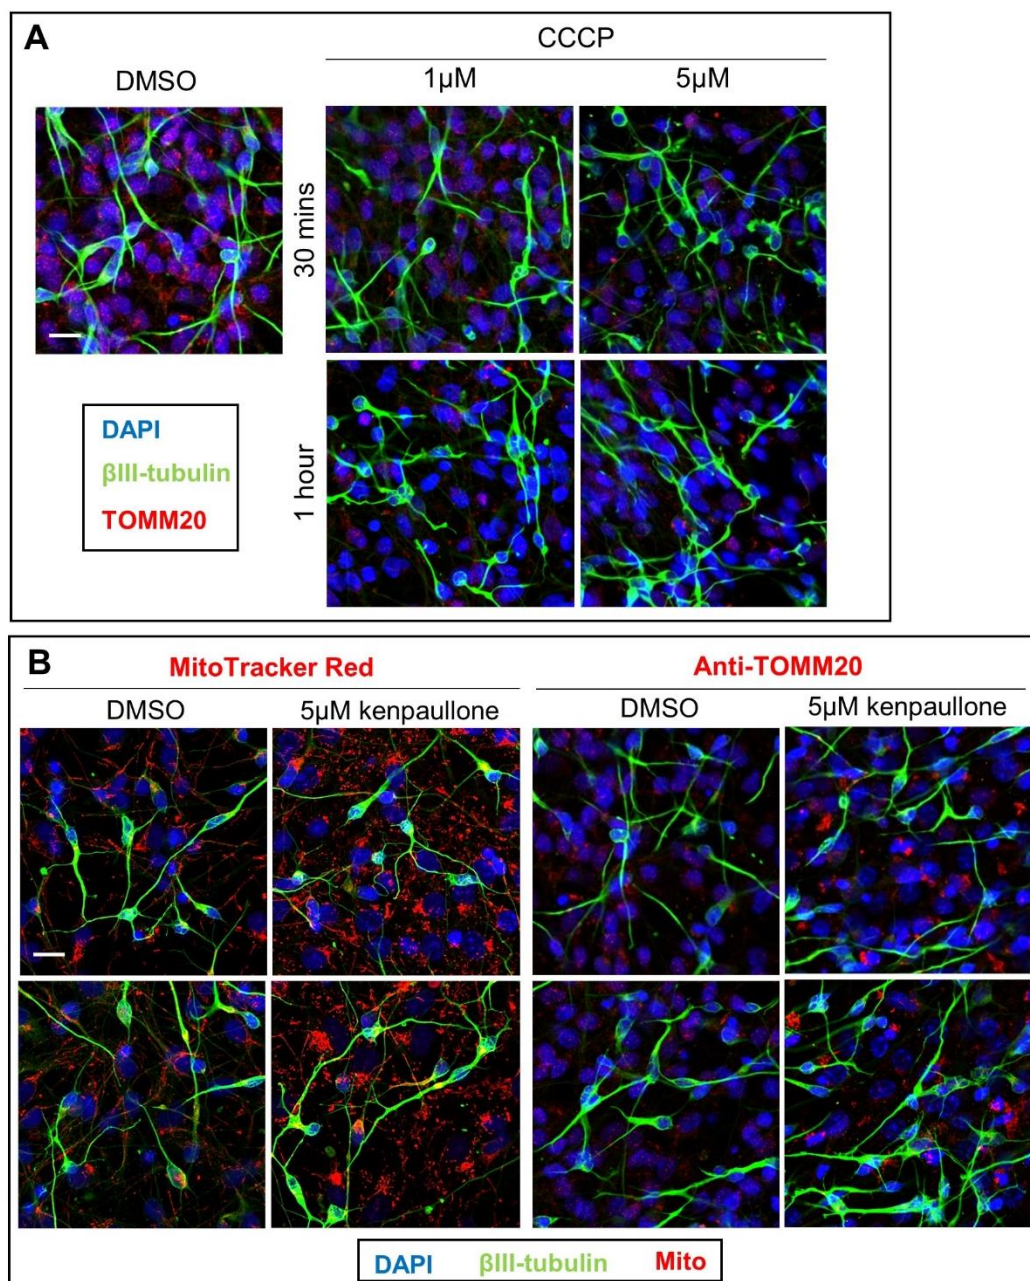 A
CCCP
DMSO
1µM
5µM
30 mins
1 hour
DAPI
βIII-tubulin
TOMM20
B
MitoTracker Red
Anti-TOMM20
DMSO
5µM kenpaullone
DMSO
5µM kenpaullone
DAPI βIII-tubulin Mito